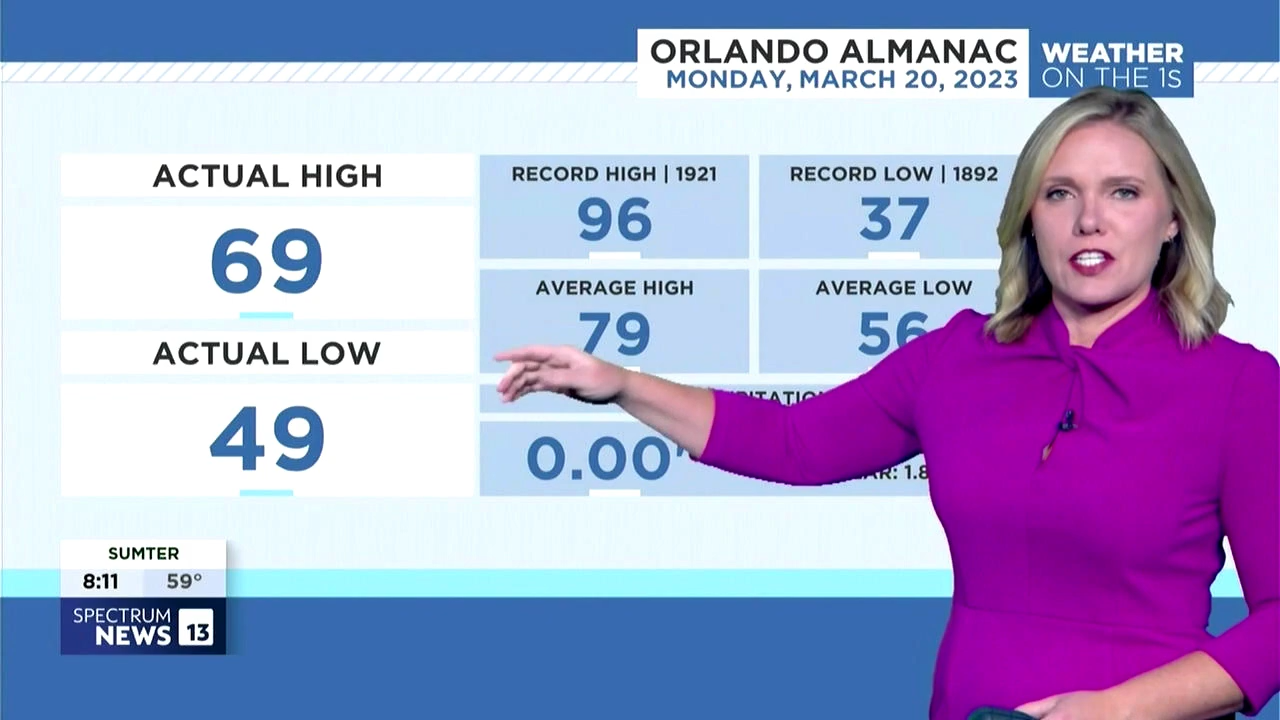 ORLANDO ALMANAC
MONDAY, MARCH 20, 2023
WEATHER
ON THE 1S
ACTUAL HIGH
69
ACTUAL LOW
49
RECORD HIGH | 1921
96
RECORD LOW | 1892
37
AVERAGE HIGH
79
AVERAGE LOW
56
0.00"
SUMTER
8:11 59°
SPECTRUM
NEWS 13